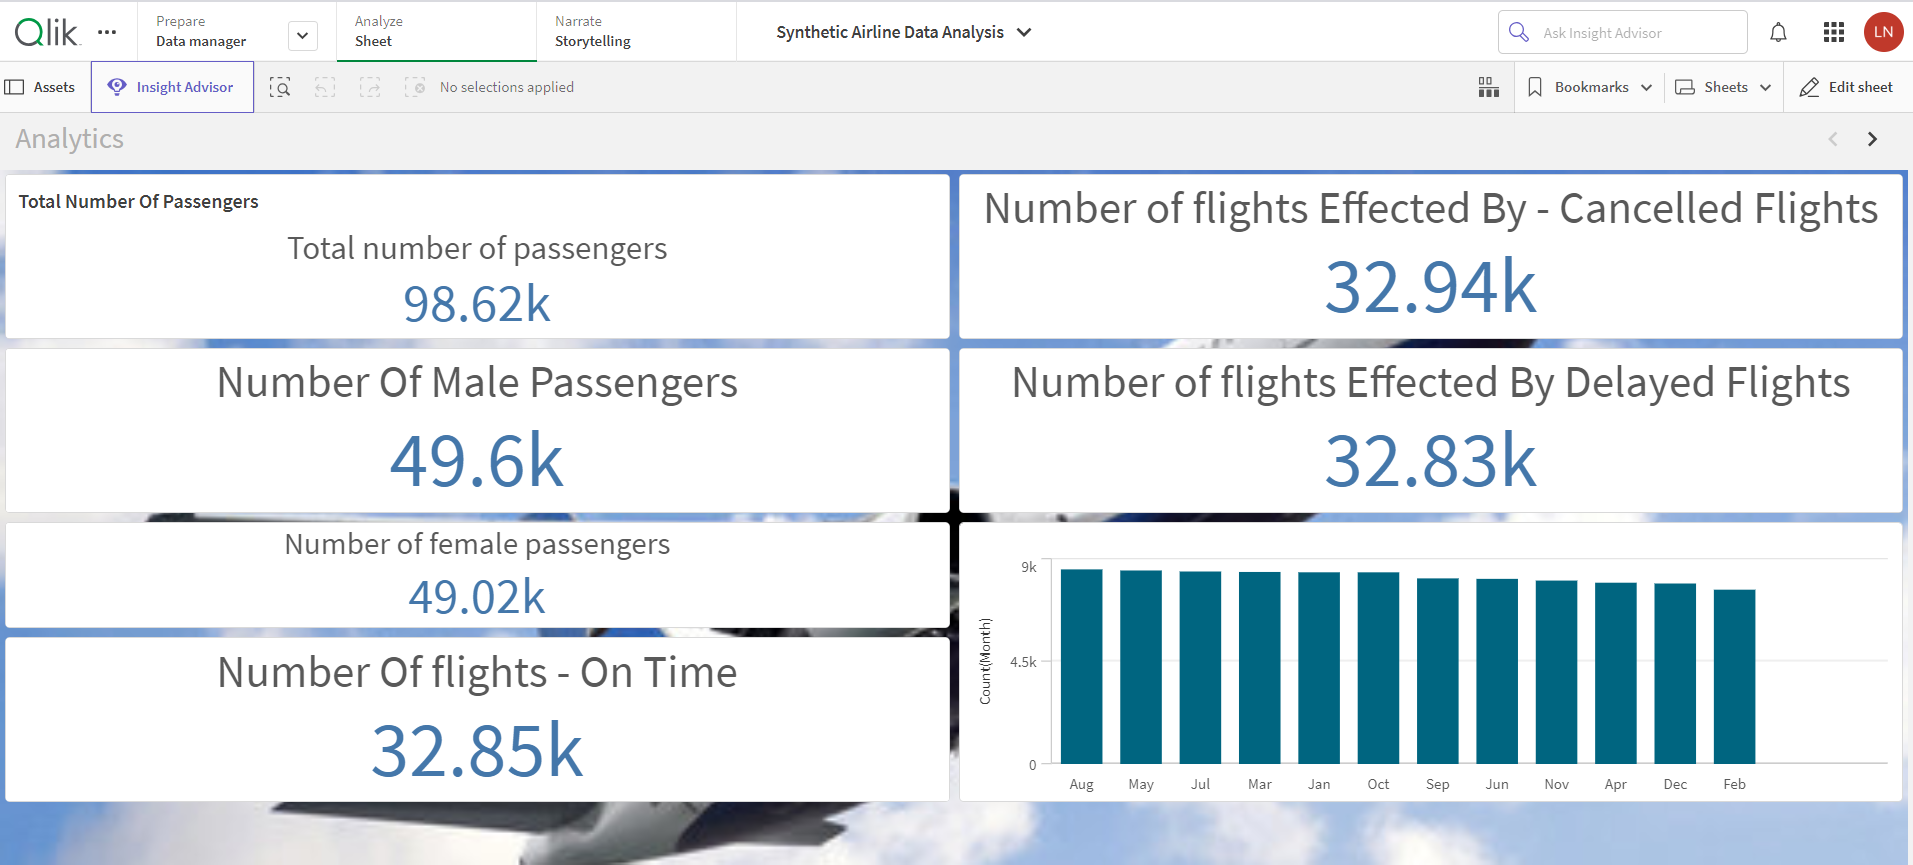 Qlik
Prepare
Data manager
Analyze
Sheet
Narrate
Storytelling
Synthetic Airline Data Analysis
Ask Insight Advisor
LN
Assets
Insight Advisor
No selections applied
Bookmarks
Sheets
Edit sheet
Analytics
Total Number Of Passengers
Total number of passengers
98.62k
Number of flights Effected By - Cancelled Flights
32.94k
Number Of Male Passengers
49.6k
Number of flights Effected By Delayed Flights
32.83k
Number of female passengers
49.02k
Number Of flights - On Time
32.85k
Count(Month)
9k
4.5k
0
Aug May Jul Mar Jan Oct Sep Jun Nov Apr Dec Feb